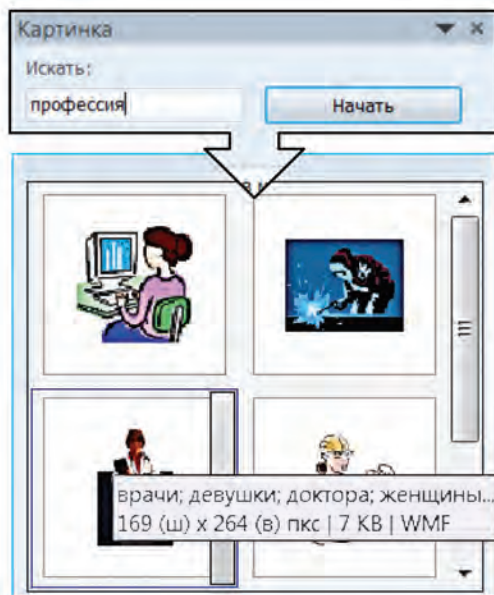 Картинка
Искать:
профессия
Начать
врачи; девушки; доктора; женщины...
169 (ш) x 264 (в) пкс | 7 KB | WMF